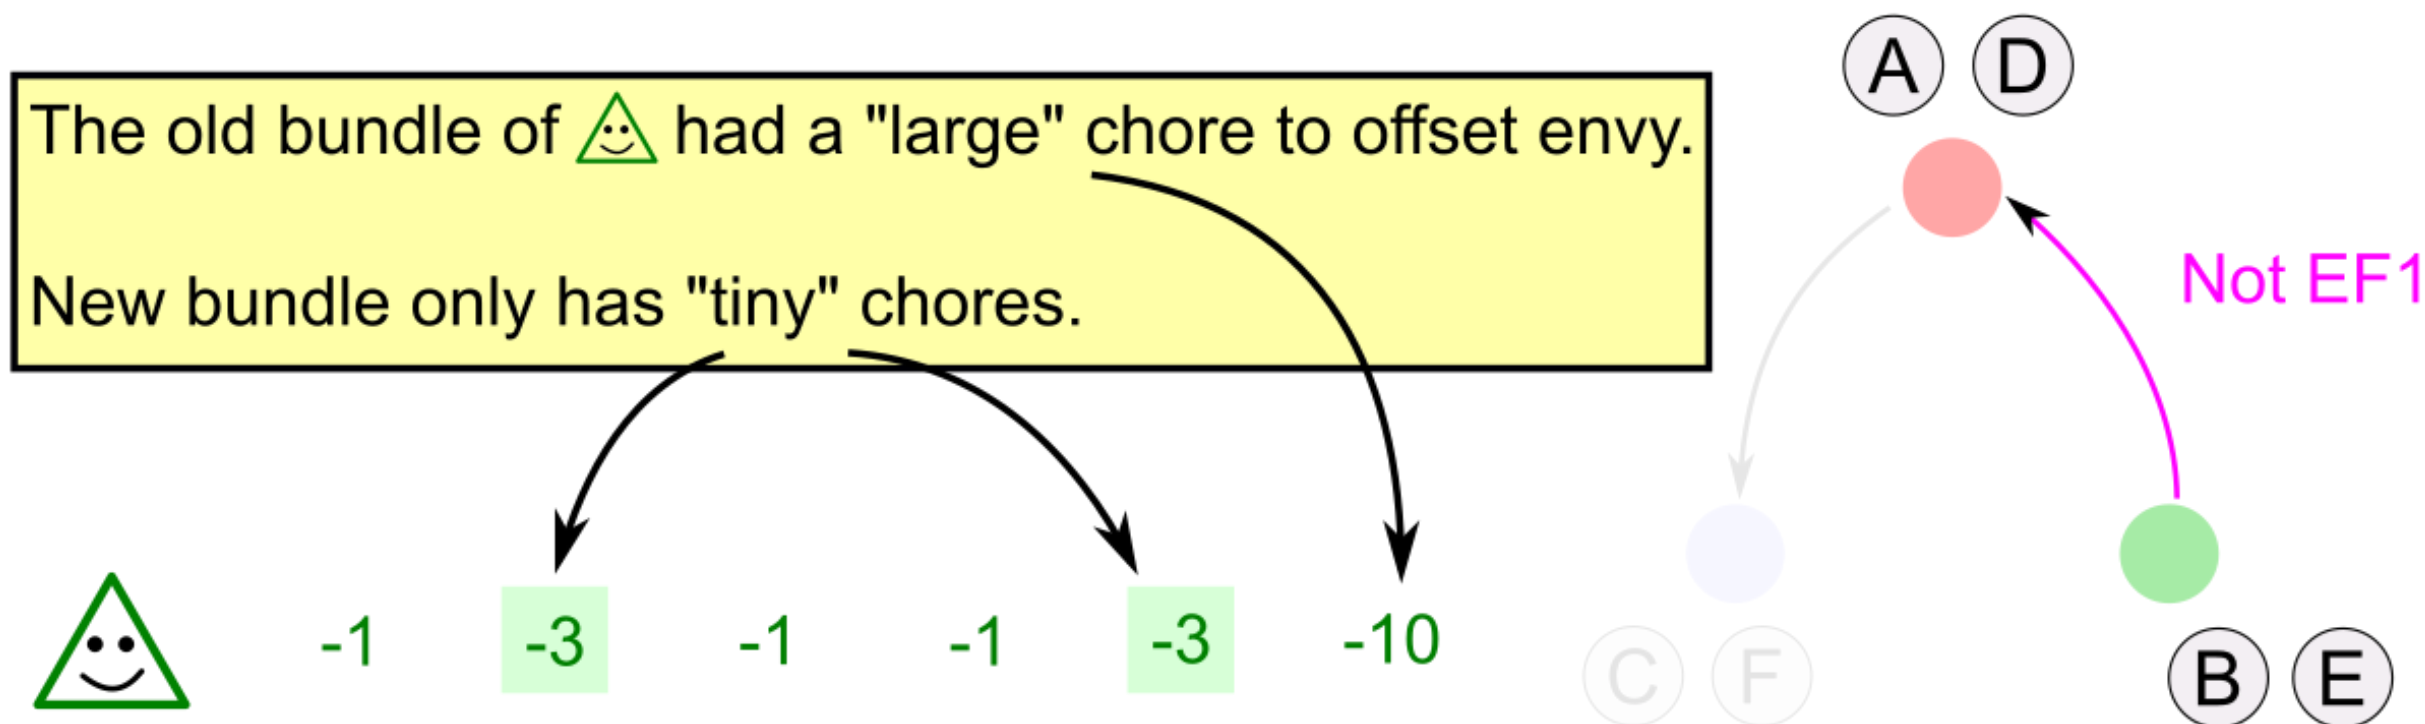 A D
The old bundle of had a "large" chore to offset envy.
Not EF1
New bundle only has "tiny" chores.
-1 -3 -1 -1 -3 -10
C F
B E